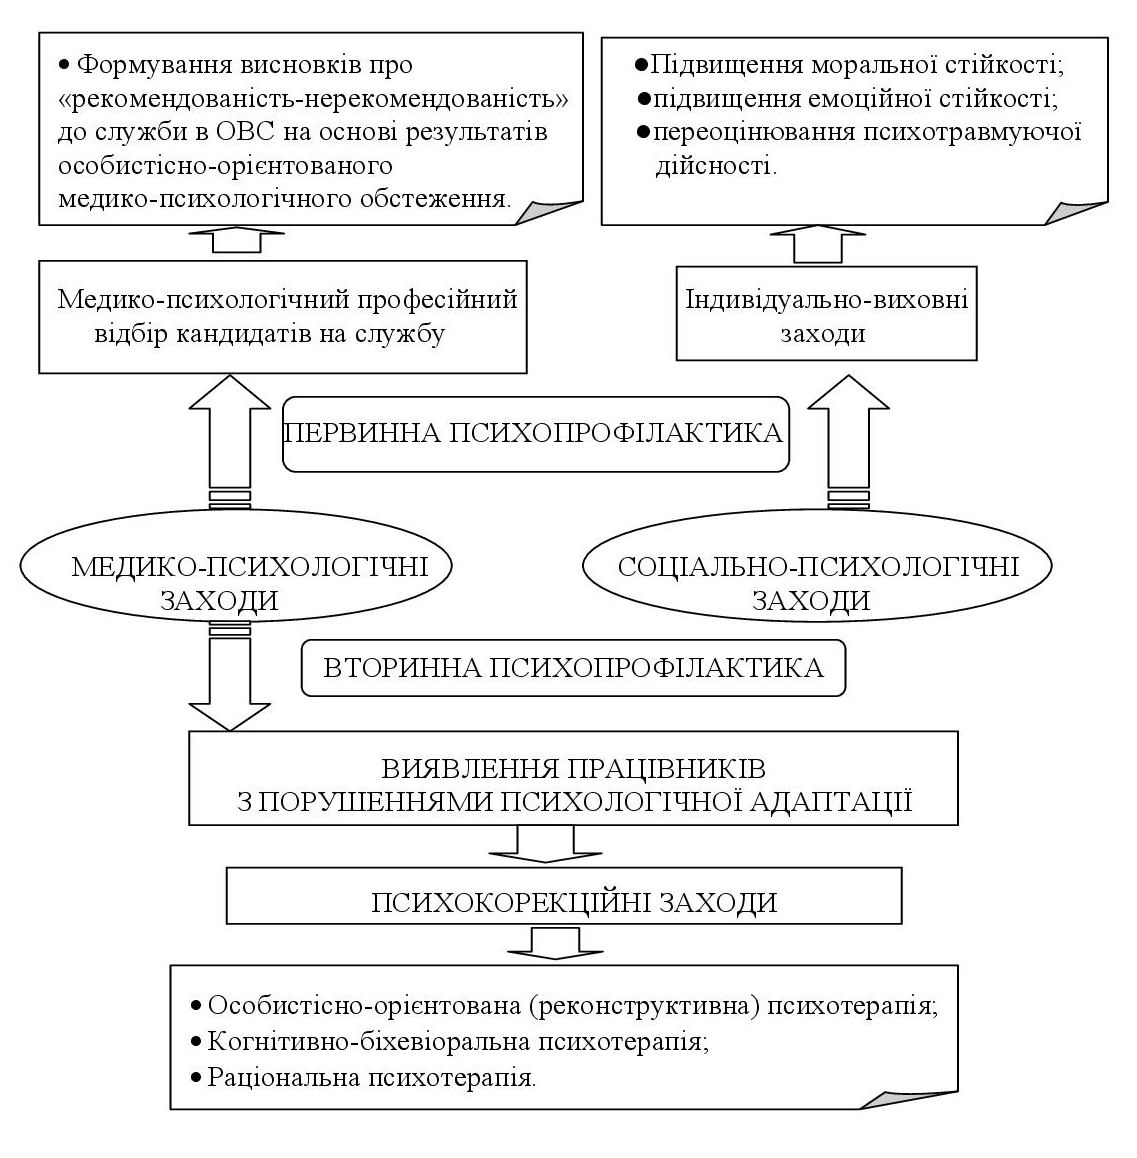 • Формування висновків про
«рекомендованість-нерекомендованість»
до служби в ОВС на основі результатів
особистісно-орієнтованого
медико-психологічного обстеження.
●Підвищення моральної стійкості;
●підвищення емоційної стійкості;
●переоцінювання психотравмуючої
дійсності.
Медико-психологічний професійний
відбір кандидатів на службу
Індивідуально-виховні
заходи
ПЕРВИННА ПСИХОПРОФІЛАКТИКА
МЕДИКО-ПСИХОЛОГІЧНІ
ЗАХОДИ
СОЦІАЛЬНО-ПСИХОЛОГІЧНІ
ЗАХОДИ
ВТОРИННА ПСИХОПРОФІЛАКТИКА
ВИЯВЛЕННЯ ПРАЦІВНИКІВ
З ПОРУШЕННЯМИ ПСИХОЛОГІЧНОЇ АДАПТАЦІЇ
ПСИХОКОРЕКЦІЙНІ ЗАХОДИ
• Особистісно-орієнтована (реконструктивна) психотерапія;
• Когнітивно-біхевіоральна психотерапія;
• Раціональна психотерапія.